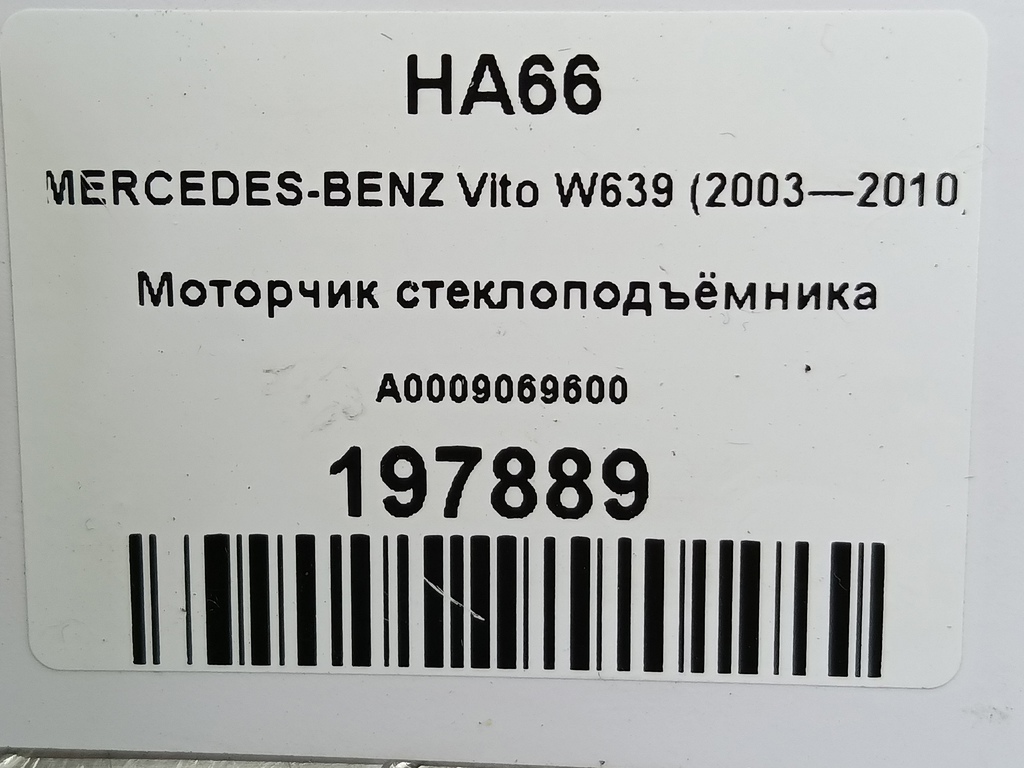 HA66
MERCEDES-BENZ Vito W639 (2003—2010
Моторчик стеклоподъёмника
A0009069600
197889